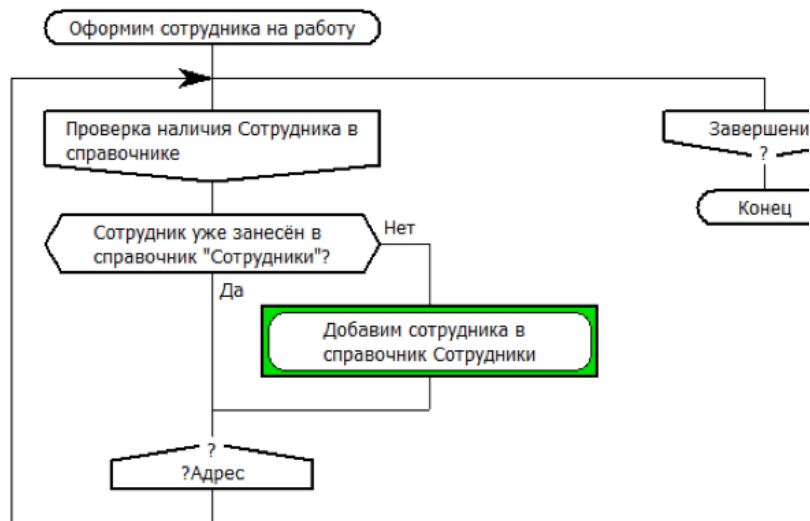 Оформим сотрудника на работу
Проверка наличия Сотрудника в
справочнике
Завершени
?
Конец
Сотрудник уже занесён в
справочник "Сотрудники"?
Нет
Да
Добавим сотрудника в
справочник Сотрудники
?
?Адрес